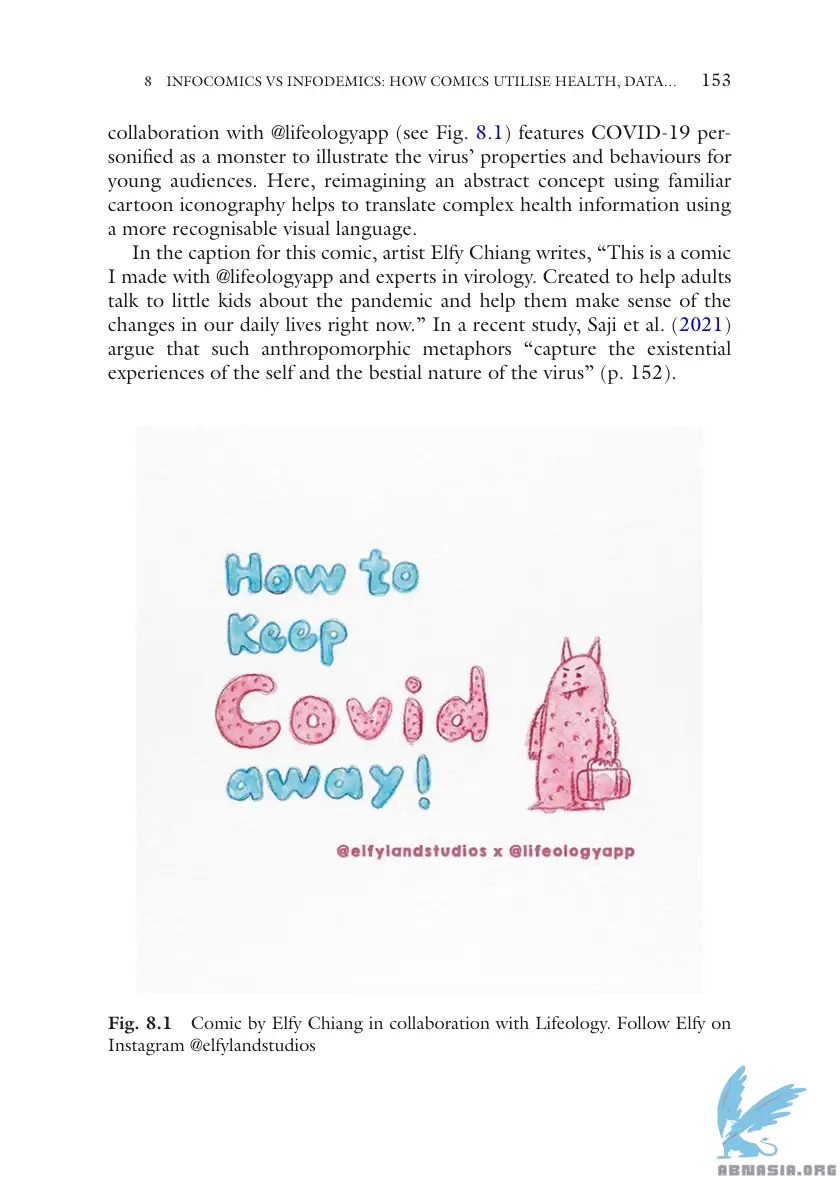 8 INFOCOMICS VS INFODEMICS: HOW COMICS UTILISE HEALTH, DATA… 153
collaboration with @lifeologyapp (see Fig. 8.1) features COVID-19 per-
sonified as a monster to illustrate the virus’ properties and behaviours for
young audiences. Here, reimagining an abstract concept using familiar
cartoon iconography helps to translate complex health information using
a more recognisable visual language.
In the caption for this comic, artist Elfy Chiang writes, “This is a comic
I made with @lifeologyapp and experts in virology. Created to help adults
talk to little kids about the pandemic and help them make sense of the
changes in our daily lives right now.” In a recent study, Saji et al. (2021)
argue that such anthropomorphic metaphors “capture the existential
experiences of the self and the bestial nature of the virus” (p. 152).
How to
Keep
Covid
away!
@elfylandstudios x @lifeologyapp
Fig. 8.1 Comic by Elfy Chiang in collaboration with Lifeology. Follow Elfy on
Instagram @elfylandstudios
ABNASIA.ORG